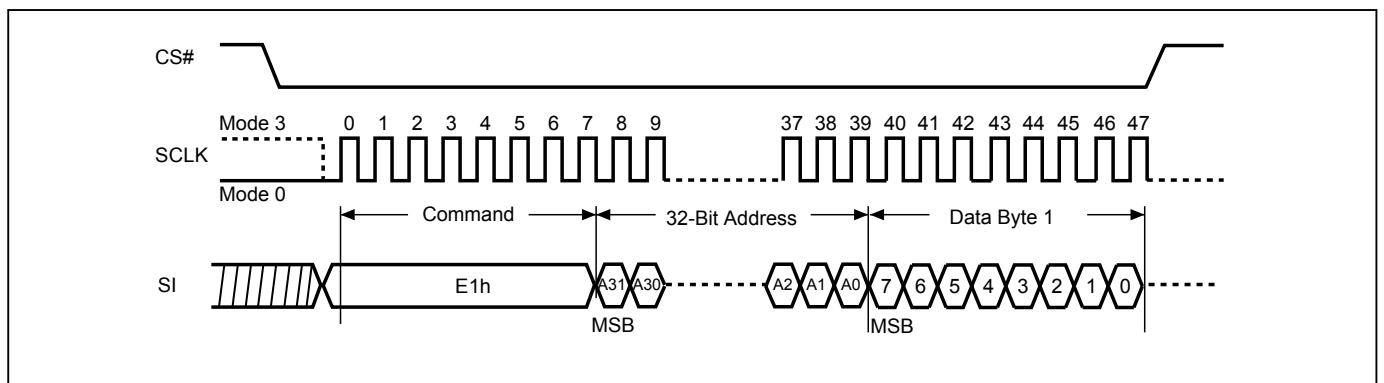 CS#
Mode 3
0 1 2 3 4 5 6 7 8 9 37 38 39 40 41 42 43 44 45 46 47
SCLK
Mode 0
Command 32-Bit Address Data Byte 1
SI E1h A31 A30 A2 A1 A0 7 6 5 4 3 2 1 0
MSB MSB